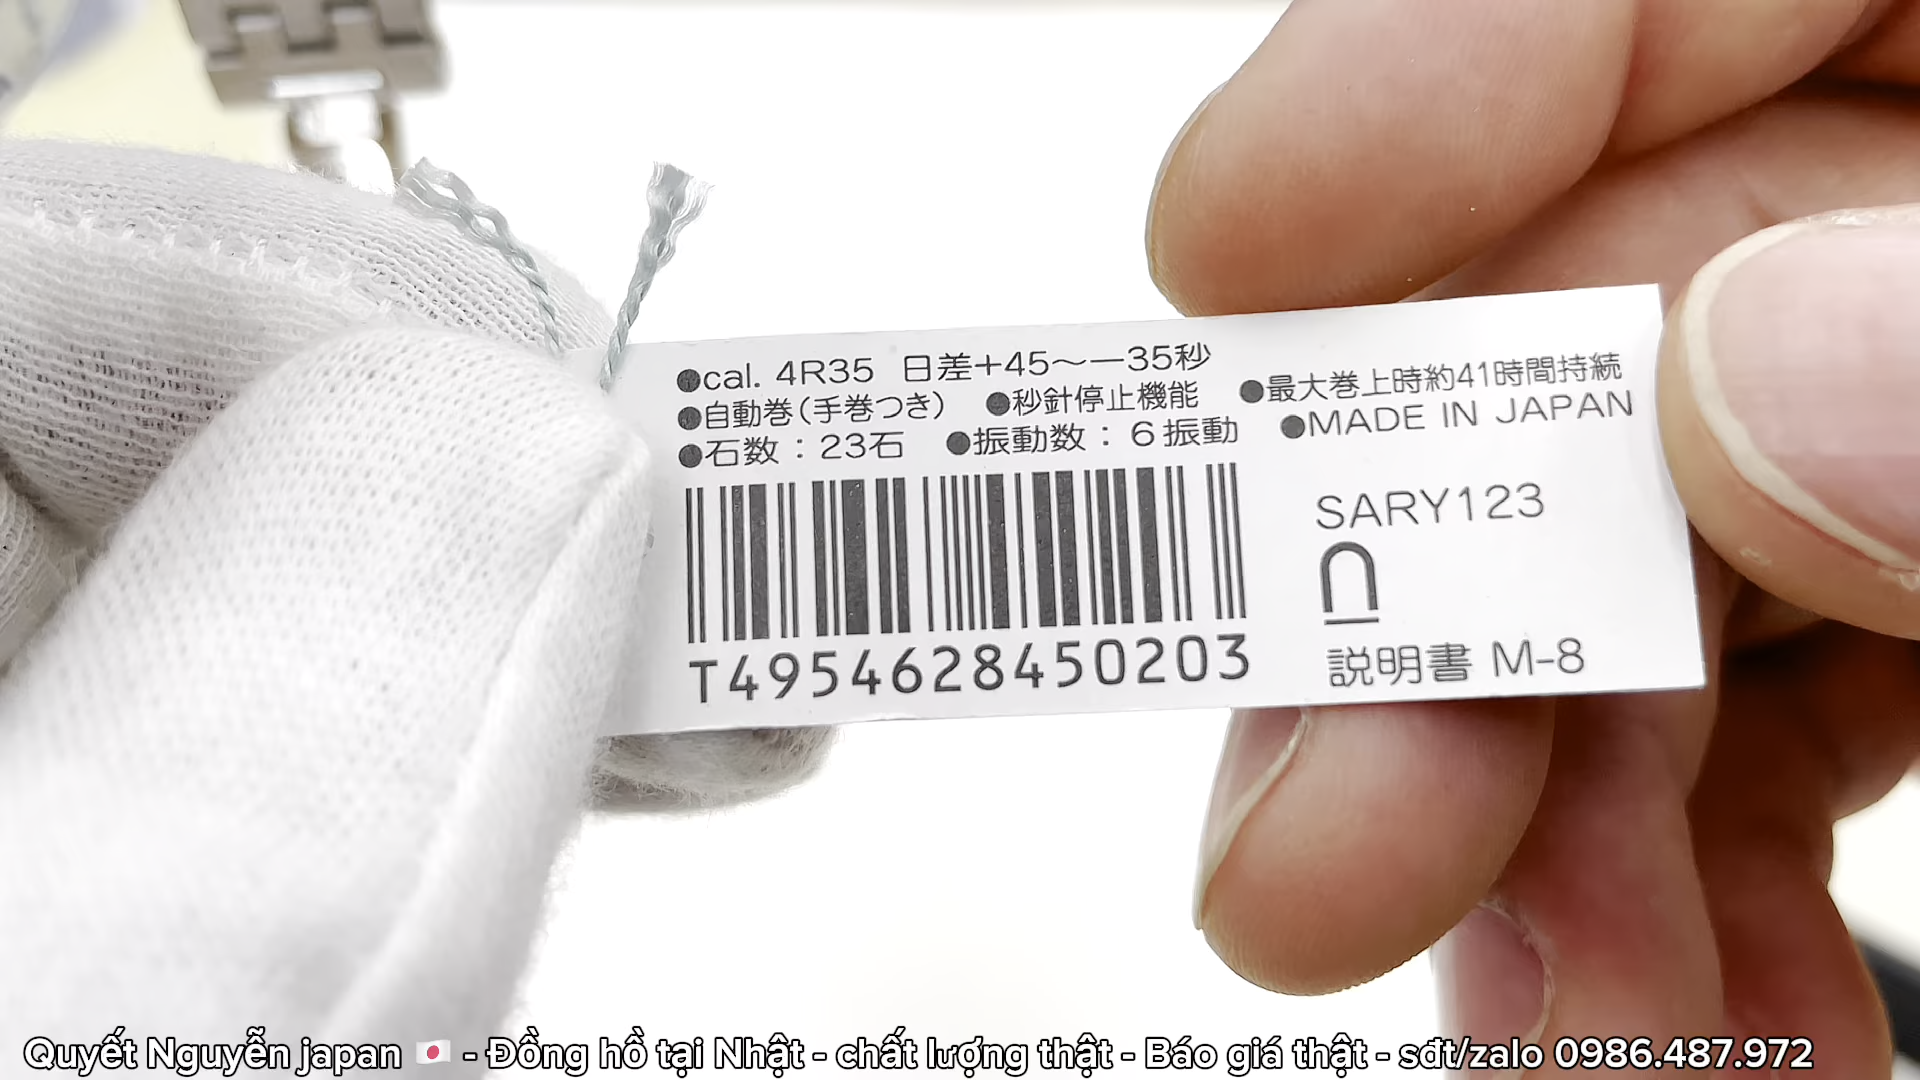 ●cal. 4R35 日差+45〜−35秒
●自動巻(手巻つき) ●秒針停止機能 ●最大巻上時約41時間持続
●石数：23石 ●振動数：6振動 ●MADE IN JAPAN
SARY123
T4954628450203
説明書 M-8
Quyết Nguyễn japan 🇯🇵 - Đồng hồ tại Nhật - chất lượng thật - Báo giá thật - sđt/zalo 0986.487.972